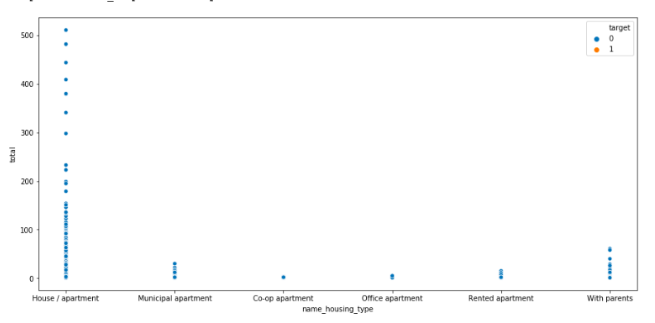 target
0
1
500
400
300
200
100
0
total
House / apartment
Municipal apartment
Co-op apartment
Office apartment
Rented apartment
With parents
name_housing_type